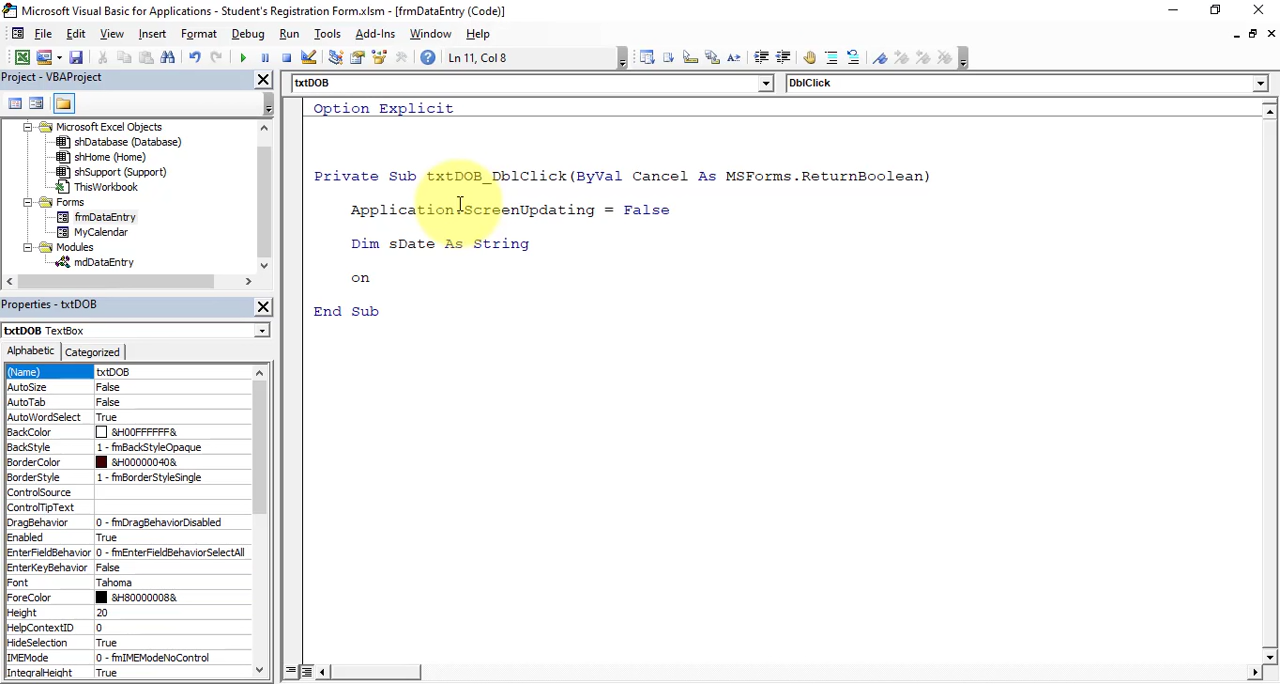 Microsoft Visual Basic for Applications - Student's Registration Form.xlsm - [frmDataEntry (Code)]
File Edit View Insert Format Debug Run Tools Add-Ins Window Help
Ln 11, Col 8
Project - VBAProject
Microsoft Excel Objects
shDatabase (Database)
shHome (Home)
shSupport (Support)
ThisWorkbook
Forms
frmDataEntry
MyCalendar
Modules
mdDataEntry
Properties - txtDOB
txtDOB TextBox
Alphabetic Categorized
(Name) txtDOB
AutoSize False
AutoTab False
AutoWordSelect True
BackColor &H00FFFFFF&
BackStyle 1 - fmBackStyleOpaque
BorderColor &H00000040&
BorderStyle 1 - fmBorderStyleSingle
ControlSource
ControlTipText
DragBehavior 0 - fmDragBehaviorDisabled
Enabled True
EnterFieldBehavior 0 - fmEnterFieldBehaviorSelectAll
EnterKeyBehavior False
Font Tahoma
ForeColor &H80000008&
Height 20
HelpContextID 0
HideSelection True
IMEMode 0 - fmIMEModeNoControl
IntegralHeight True
txtDOB DblClick
Option Explicit
Private Sub txtDOB_DblClick(ByVal Cancel As MSForms.ReturnBoolean)
Application.ScreenUpdating = False
Dim sDate As String
on
End Sub